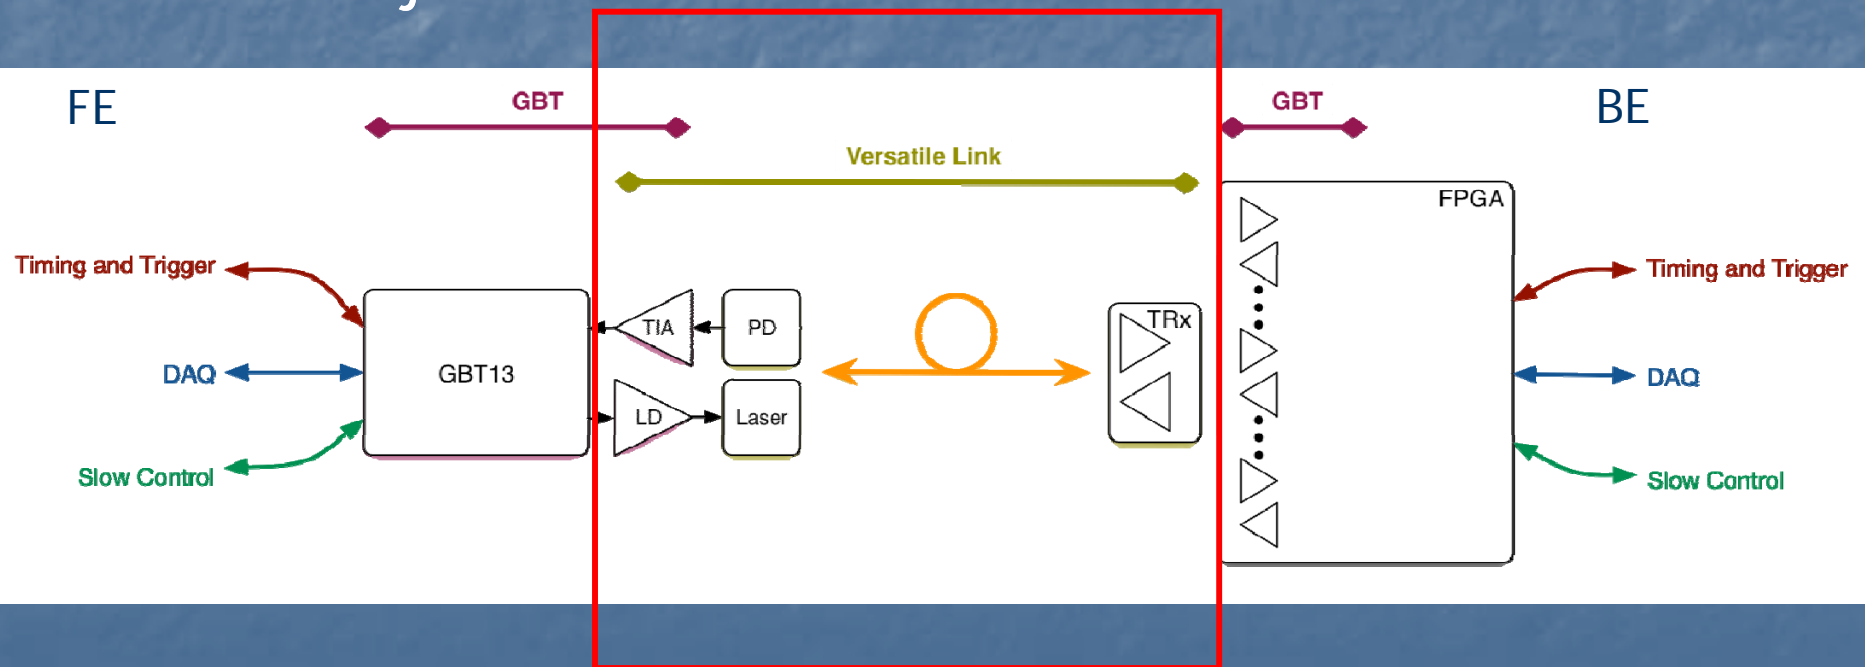 FE
GBT
GBT
BE
Versatile Link
FPGA
Timing and Trigger
Timing and Trigger
TIA
PD
TRx
DAQ
GBT13
DAQ
LD
Laser
Slow Control
Slow Control